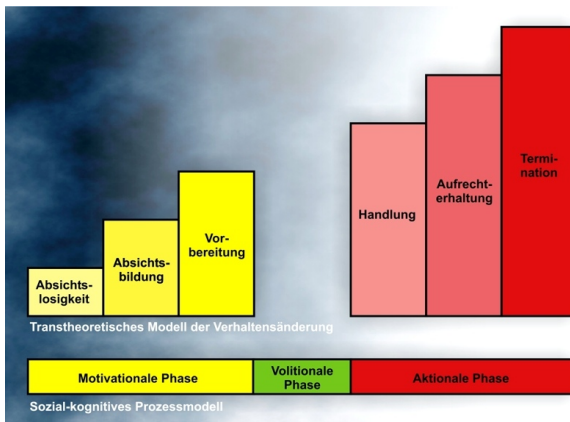 Absichts-
losigkeit
Absichts-
bildung
Vor-
bereitung
Handlung
Aufrecht-
erhaltung
Termi-
nation
Transtheoretisches Modell der Verhaltensänderung
Motivationale Phase
Volitionale
Phase
Aktionale Phase
Sozial-kognitives Prozessmodell